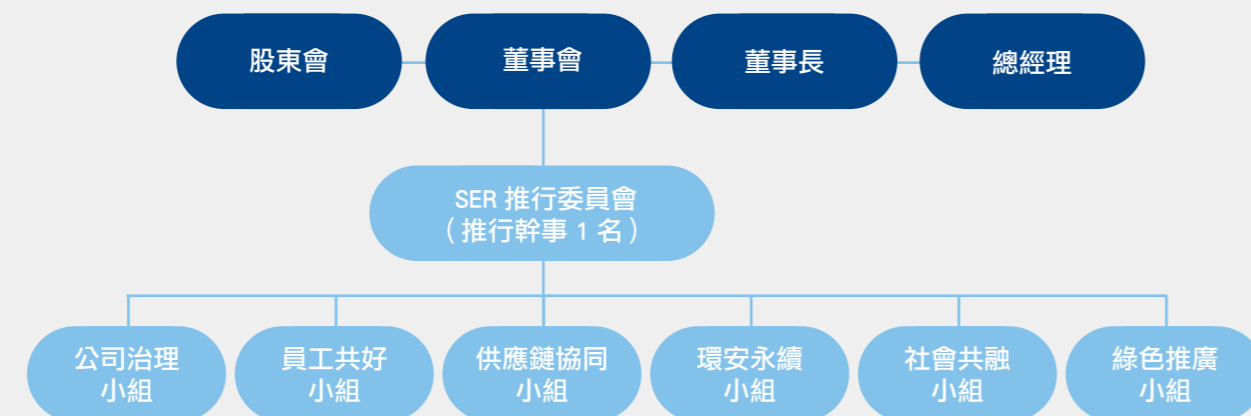 股東會
董事會
董事長
總經理
SER 推行委員會
（推行幹事 1 名）
公司治理
小組
員工共好
小組
供應鏈協同
小組
環安永續
小組
社會共融
小組
綠色推廣
小組